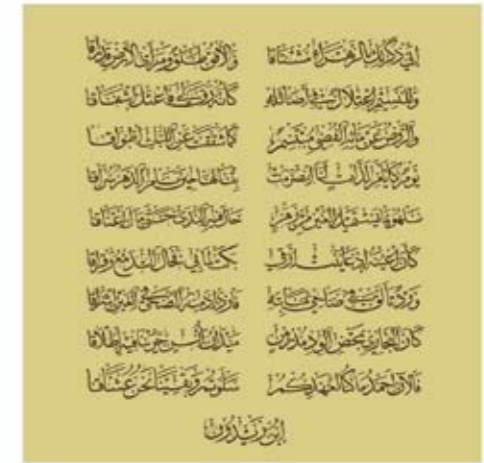 إني ذكرتك بالزهراء مشتاقا والأفق طلق ومرأى الأرض قد راقا
وللنسيم اعتلال في أصائله كأنه رق لي فاعتل إشفاقا
والروض عن مائه الفضي مبتسم كما شققت عن اللبات أطواقا
يوم كأيام لذات لنا انصرمت بتنا لها حين نام الدهر سراقا
نلهو بما يستميل العين من زهر جال الندى فيه حتى مال أعناقا
كأن أعينه إذ عاينت أرقي بكت لما بي فجال الدمع رقراقا
ورد تألق في ضاحي منابته فازداد منه الضحى في العين إشراقا
كان التجاري بمحض الود مذ زمن ميدان أنس جرينا فيه إطلاقا
فالآن أحمد ما كنا لعهدكم سلوتم وبقينا نحن عشاقا
ابن زيدون